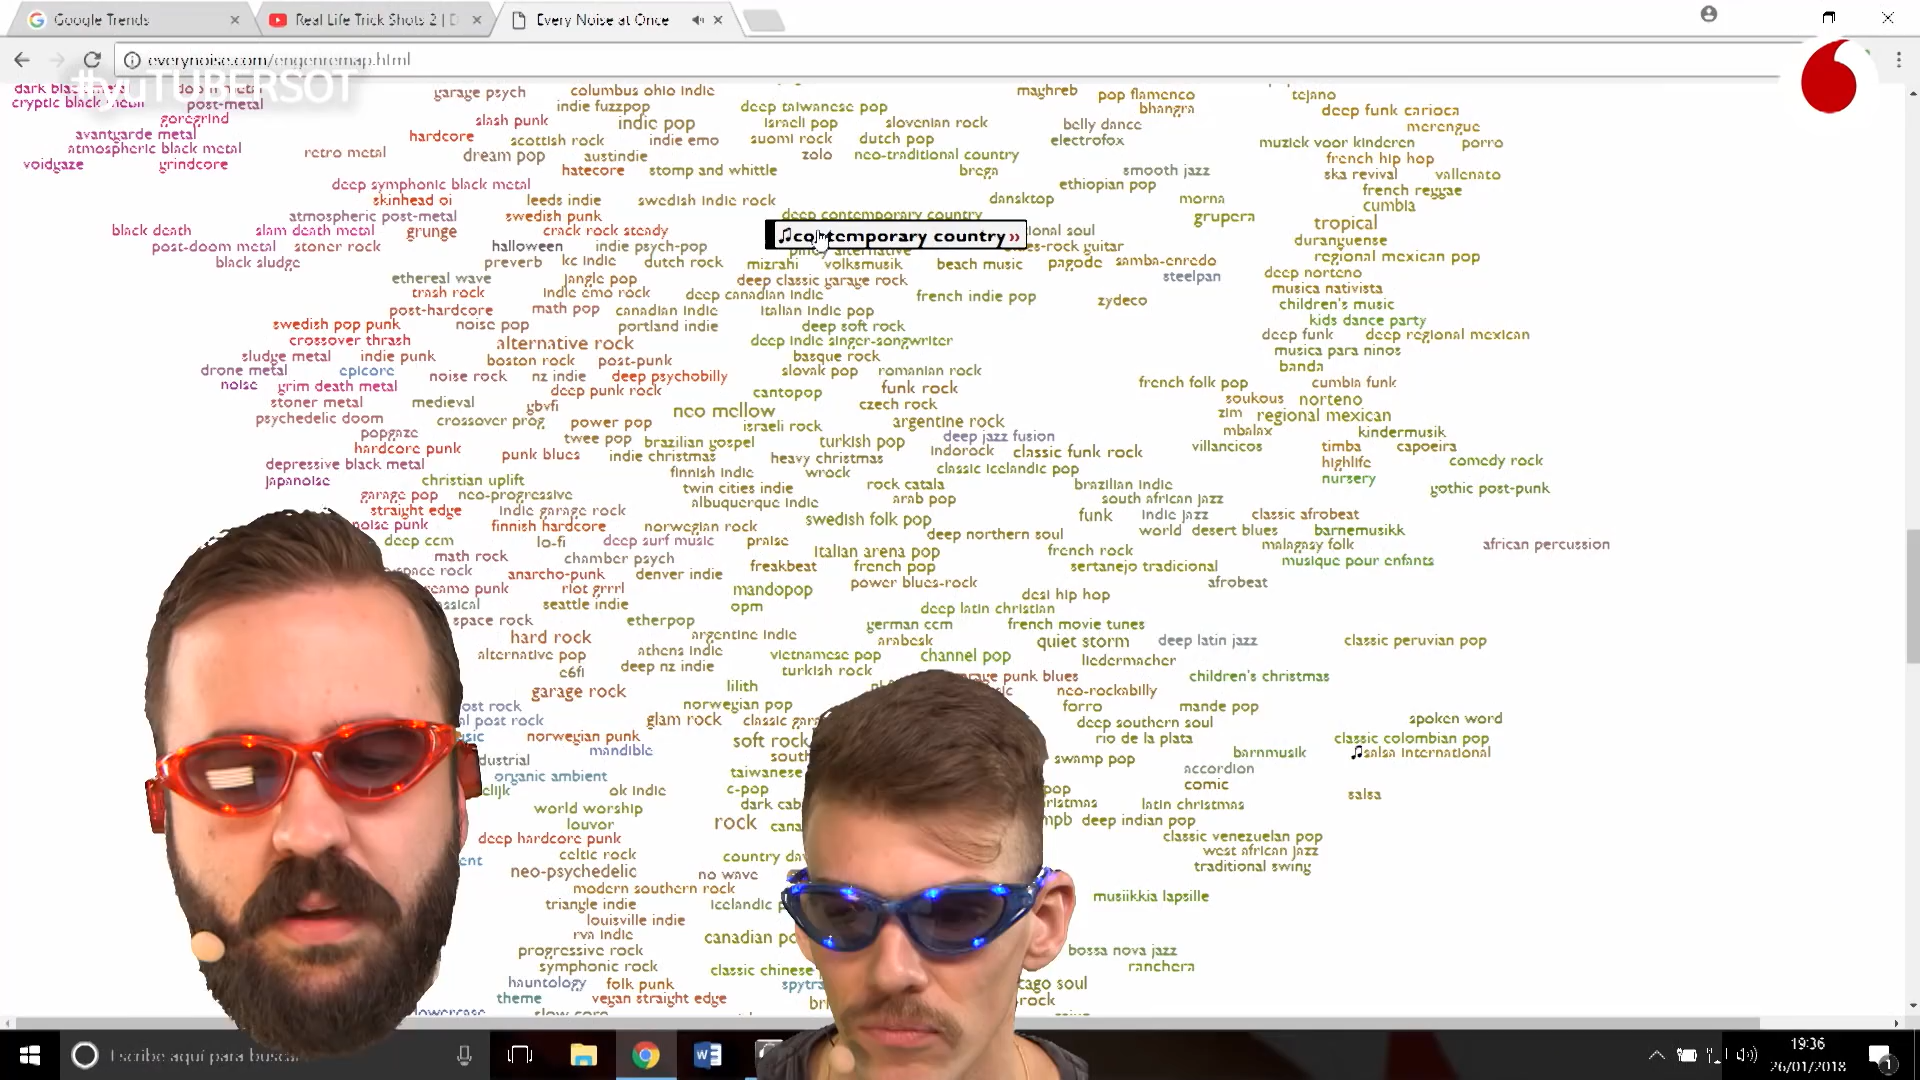 Google Trends
Real Life Trick Shots 2 |
Every Noise at Once
everynoise.com/engenremap.html
#yuTUBERSOT
columbus ohio indie
maghreb
pop flamenco
tejano
garage psych
deep taiwanese pop
bhangra
deep funk carioca
cryptic black metal
post-metal
indie fuzzpop
goregrind
slash punk
indie pop
israeli pop
slovenian rock
belly dance
merengue
avantgarde metal
hardcore
scottish rock
indie emo
suomi rock
dutch pop
electrofox
muziek voor kinderen
porro
atmospheric black metal
retro metal
dream pop
austindie
zolo
neo-traditional country
french hip hop
voidgaze
grindcore
hatecore
stomp and whittle
brega
smooth jazz
ska revival
vallenato
deep symphonic black metal
ethiopian pop
french reggae
skinhead oi
leeds indie
swedish indie rock
dansktop
morna
cumbia
atmospheric post-metal
swedish punk
deep contemporary country
grupera
tropical
black death
slam death metal
grunge
crack rock steady
contemporary country»
duranguense
post-doom metal
stoner rock
halloween
indie psych-pop
regional mexican pop
black sludge
preverb
kc indie
dutch rock
mizrahi
volksmusik
beach music
pagode
samba-enredo
deep norteno
ethereal wave
jangle pop
deep classic garage rock
steelpan
musica nativista
trash rock
indie emo rock
deep canadian indie
french indie pop
zydeco
children's music
post-hardcore
math pop
canadian indie
italian indie pop
kids dance party
swedish pop punk
noise pop
portland indie
deep soft rock
deep funk
deep regional mexican
crossover thrash
alternative rock
deep indie singer-songwriter
musica para ninos
sludge metal
indie punk
boston rock
post-punk
basque rock
banda
drone metal
epicore
noise rock
nz indie
deep psychobilly
slovak pop
romanian rock
french folk pop
cumbia funk
noise
grim death metal
deep punk rock
cantopop
funk rock
soukous
norteno
stoner metal
medieval
gbvfi
neo mellow
czech rock
zim
regional mexican
psychedelic doom
crossover prog
power pop
israeli rock
argentine rock
mbalax
kindermusik
popgaze
twee pop
brazilian gospel
turkish pop
deep jazz fusion
villancicos
timba
capoeira
hardcore punk
punk blues
indie christmas
heavy christmas
indorock
classic funk rock
highlife
comedy rock
depressive black metal
finnish indie
wrock
classic icelandic pop
nursery
japanoise
christian uplift
twin cities indie
rock catala
brazilian indie
gothic post-punk
garage pop
neo-progressive
albuquerque indie
arab pop
south african jazz
straight edge
indie garage rock
swedish folk pop
funk
indie jazz
classic afrobeat
noise punk
finnish hardcore
norwegian rock
deep northern soul
world
desert blues
barnemusikk
deep ccm
lo-fi
deep surf music
praise
malagasy folk
african percussion
math rock
chamber psych
italian arena pop
french rock
musique pour enfants
space rock
anarcho-punk
denver indie
freakbeat
french pop
sertanejo tradicional
riot grrrl
mandopop
power blues-rock
afrobeat
seattle indie
opm
desi hip hop
space rock
etherpop
deep latin christian
hard rock
argentine indie
german ccm
french movie tunes
alternative pop
athens indie
arabesk
quiet storm
deep latin jazz
classic peruvian pop
e6fi
deep nz indie
vietnamese pop
channel pop
liedermacher
garage rock
lilith
turkish rock
garage punk blues
children's christmas
norwegian pop
neo-rockabilly
glam rock
forro
mande pop
norwegian punk
soft rock
deep southern soul
spoken word
mandible
rio de la plata
classic colombian pop
organic ambient
taiwanese
swamp pop
barnmusik
salsa international
ok indie
c-pop
accordion
world worship
comic
salsa
louvor
rock
latin christmas
deep hardcore punk
mpb
deep indian pop
celtic rock
classic venezuelan pop
neo-psychedelic
no wave
west african jazz
modern southern rock
traditional swing
triangle indie
louisville indie
musiikkia lapsille
rva indie
progressive rock
bossa nova jazz
symphonic rock
classic chinese
ranchera
hauntology
folk punk
theme
vegan straight edge
lowercase
slow core
Escribe aquí para buscar
19:36
26/01/2018